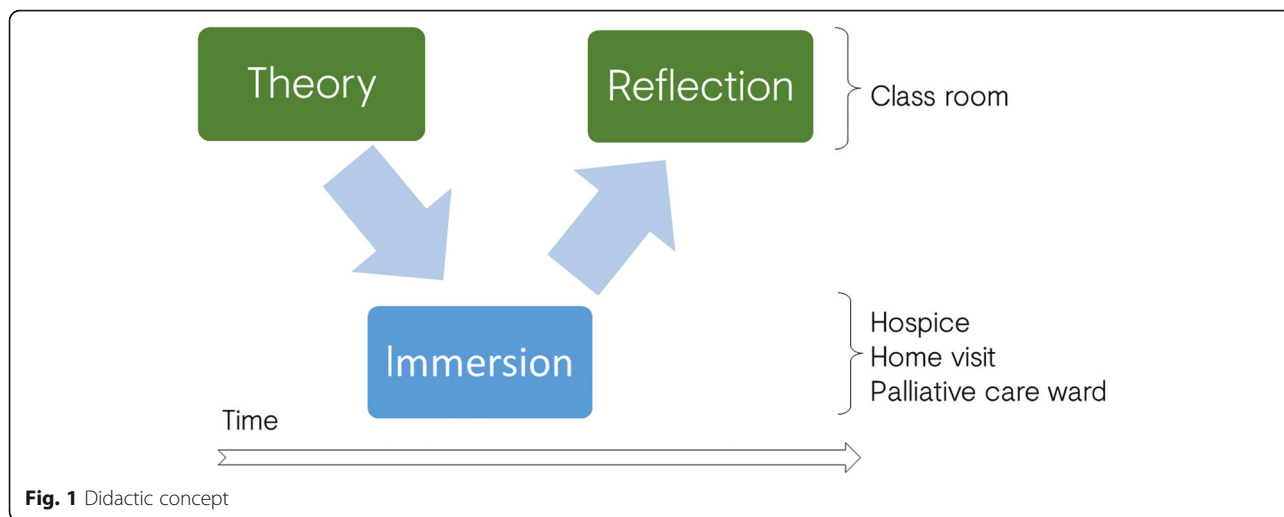 Theory
Reflection
Class room
Immersion
Hospice
Home visit
Palliative care ward
Time
Fig. 1 Didactic concept